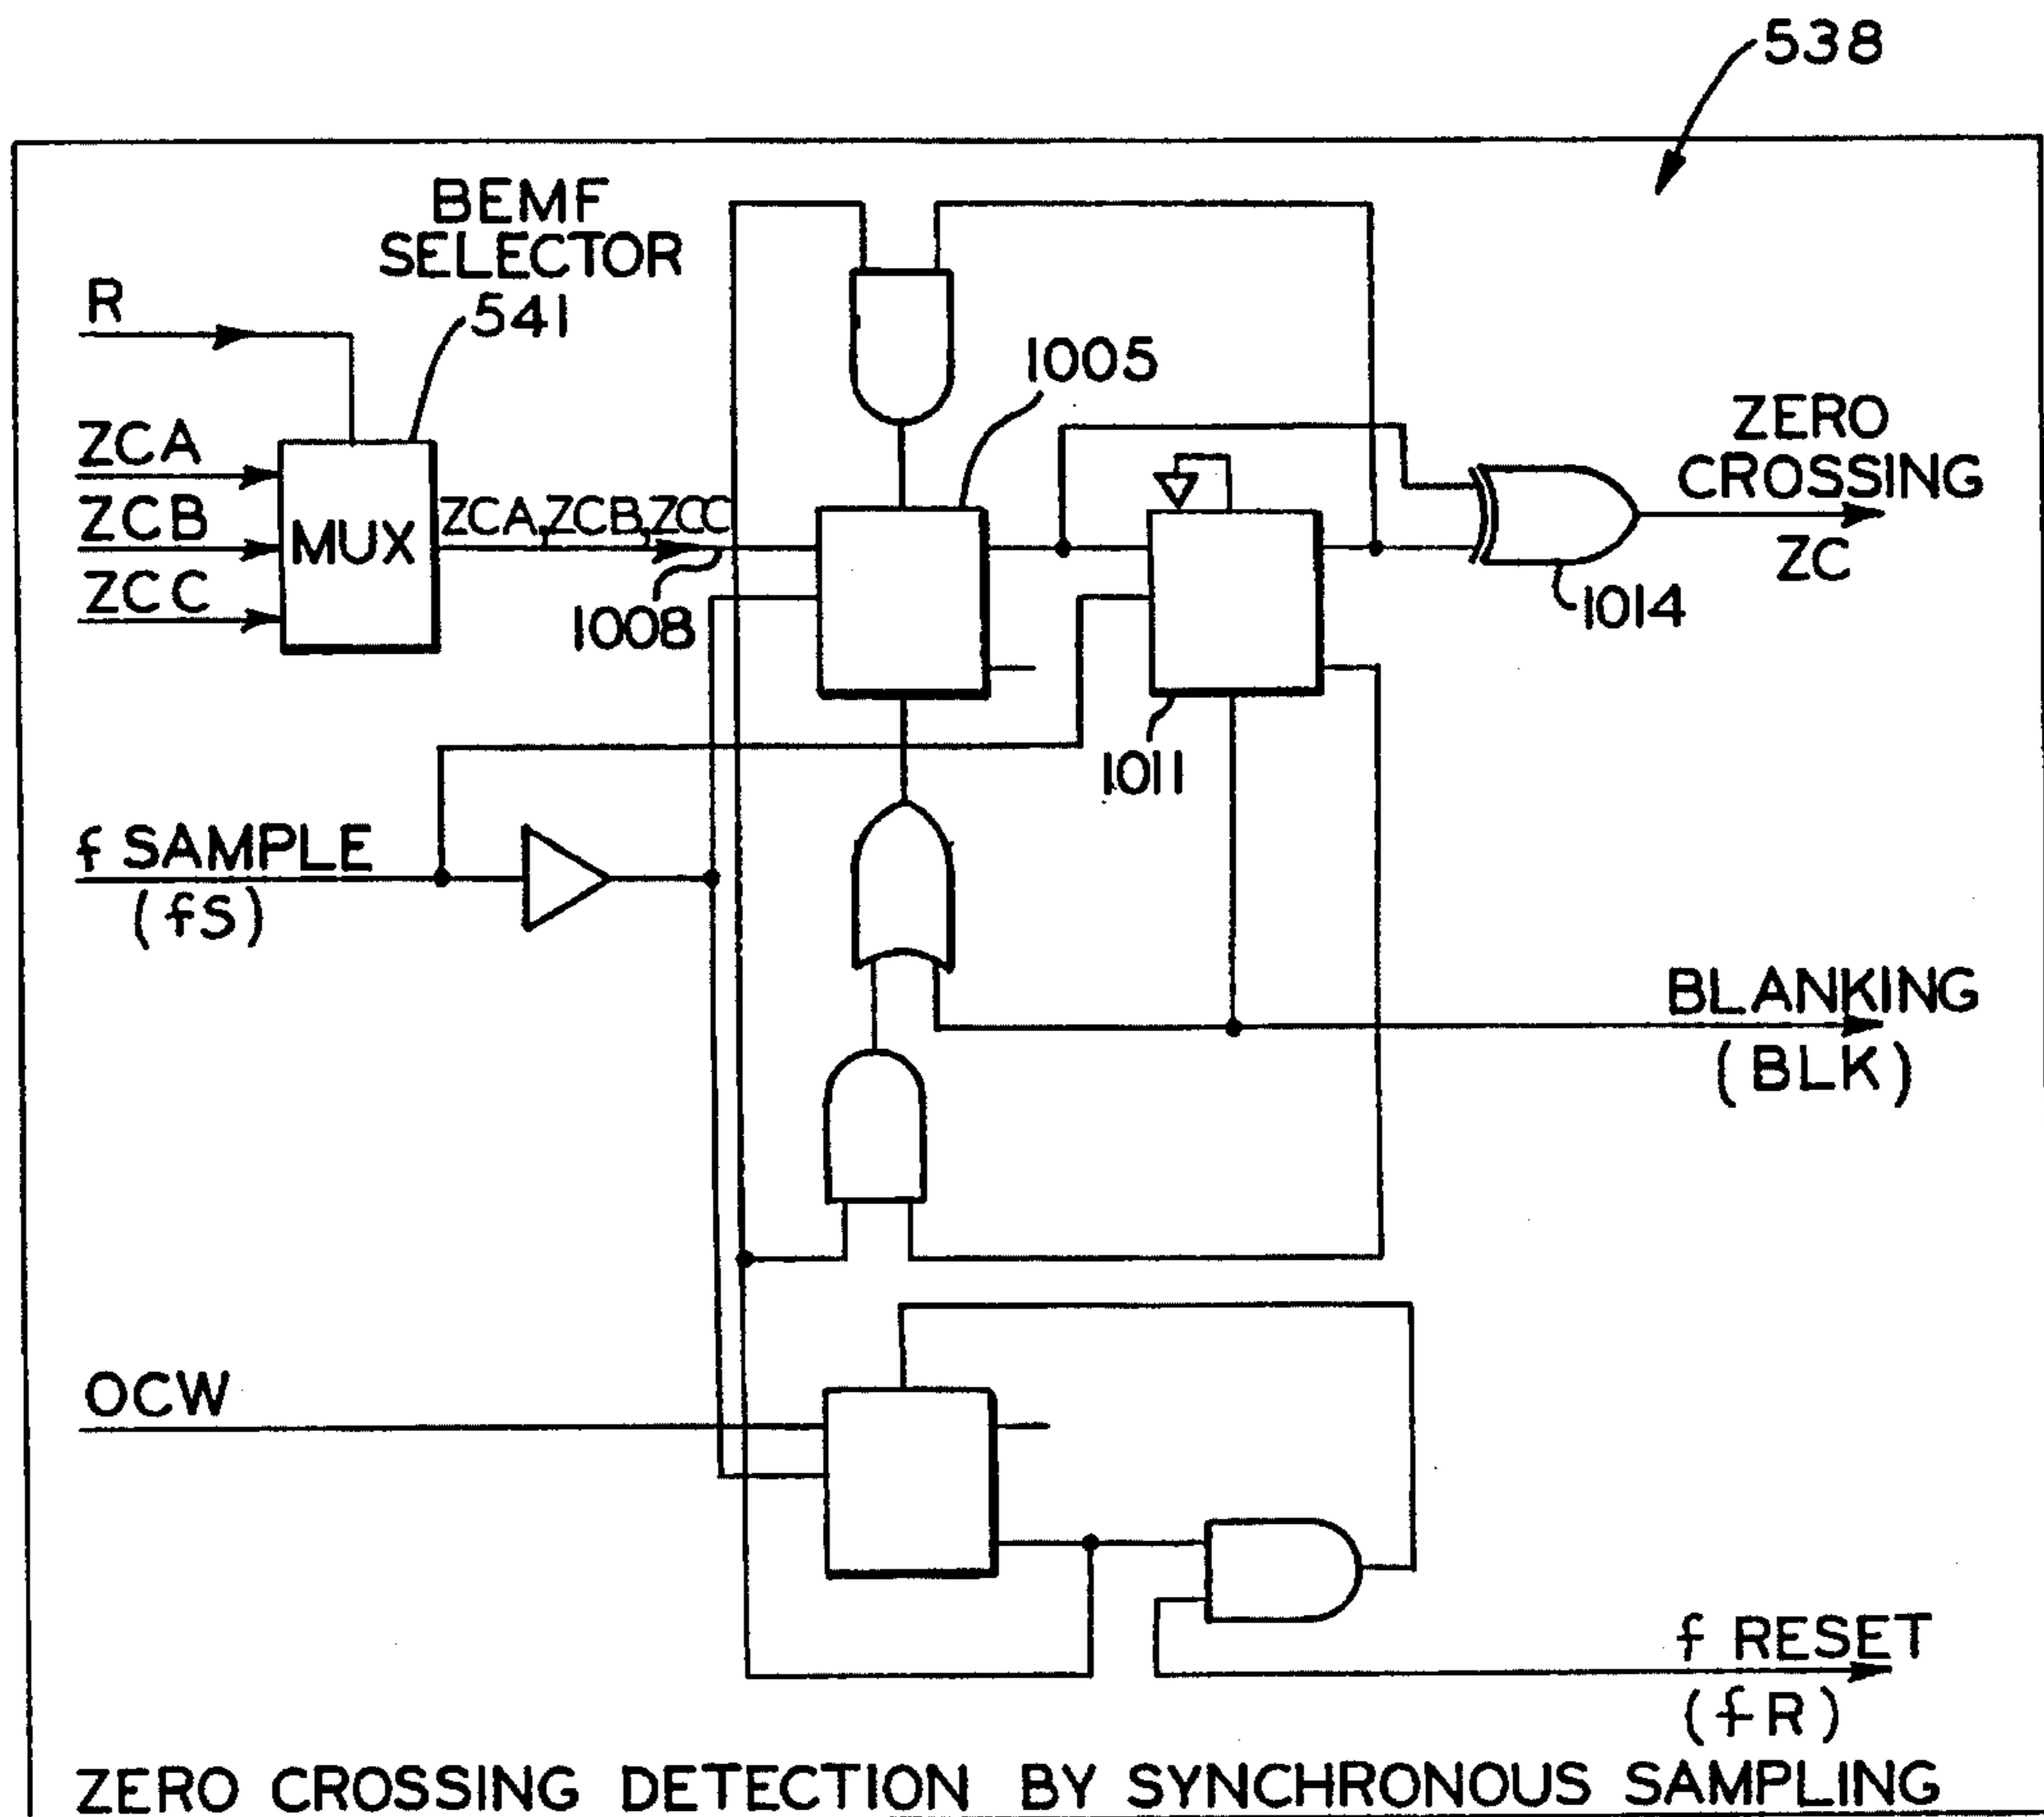 538
BEMF
SELECTOR
541
R
1005
ZCA
ZCB
ZCC
MUX
ZCA,ZCB,ZCC
1008
ZERO
CROSSING
ZC
1014
1011
f SAMPLE
(fS)
BLANKING
(BLK)
OCW
f RESET
(fR)
ZERO CROSSING DETECTION BY SYNCHRONOUS SAMPLING